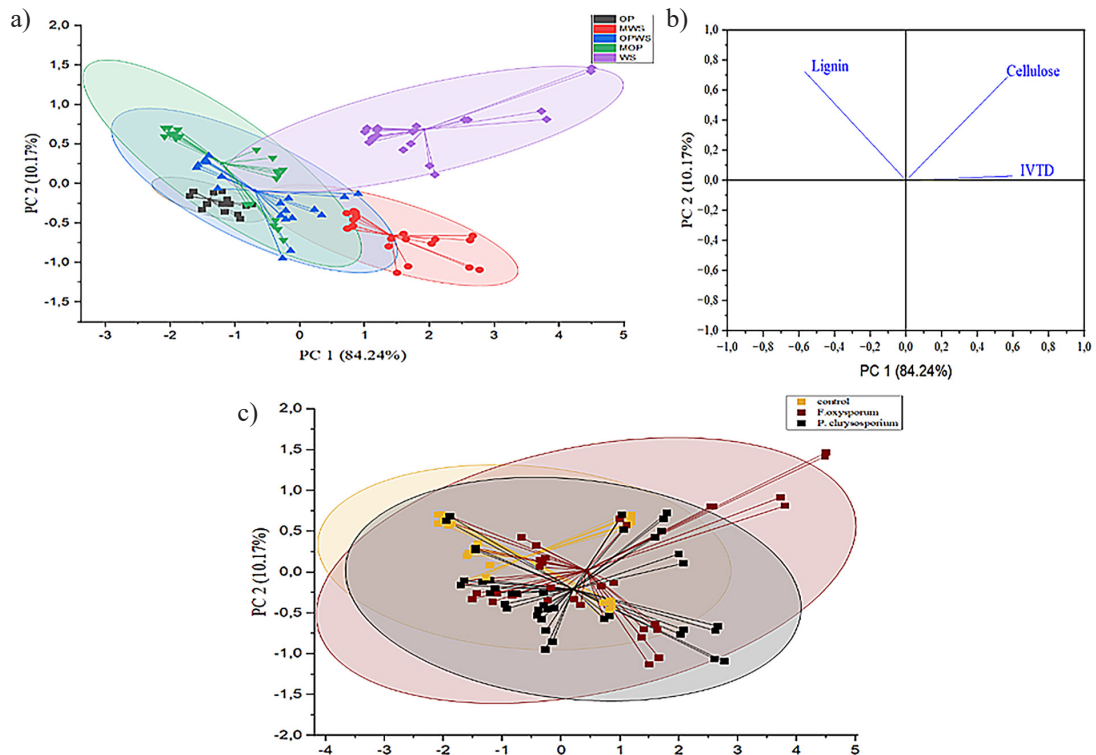 a)
OP
MWS
OPWS
MOP
WS
2,0
1,5
1,0
0,5
0,0
-0,5
-1,0
-1,5
PC 2 (10.17%)
-3 -2 -1 0 1 2 3 4 5
PC 1 (84.24%)
b)
1,0
0,8
0,6
0,4
0,2
0,0
-0,2
-0,4
-0,6
-0,8
-1,0
PC 2 (10.17%)
Lignin
Cellulose
IVTD
-1,0 -0,8 -0,6 -0,4 -0,2 0,0 0,2 0,4 0,6 0,8 1,0
PC 1 (84.24%)
c)
control
F.oxysporum
P. chrysosporium
2,0
1,5
1,0
0,5
0,0
-0,5
-1,0
-1,5
-2,0
PC 2 (10.17%)
-4 -3 -2 -1 0 1 2 3 4 5